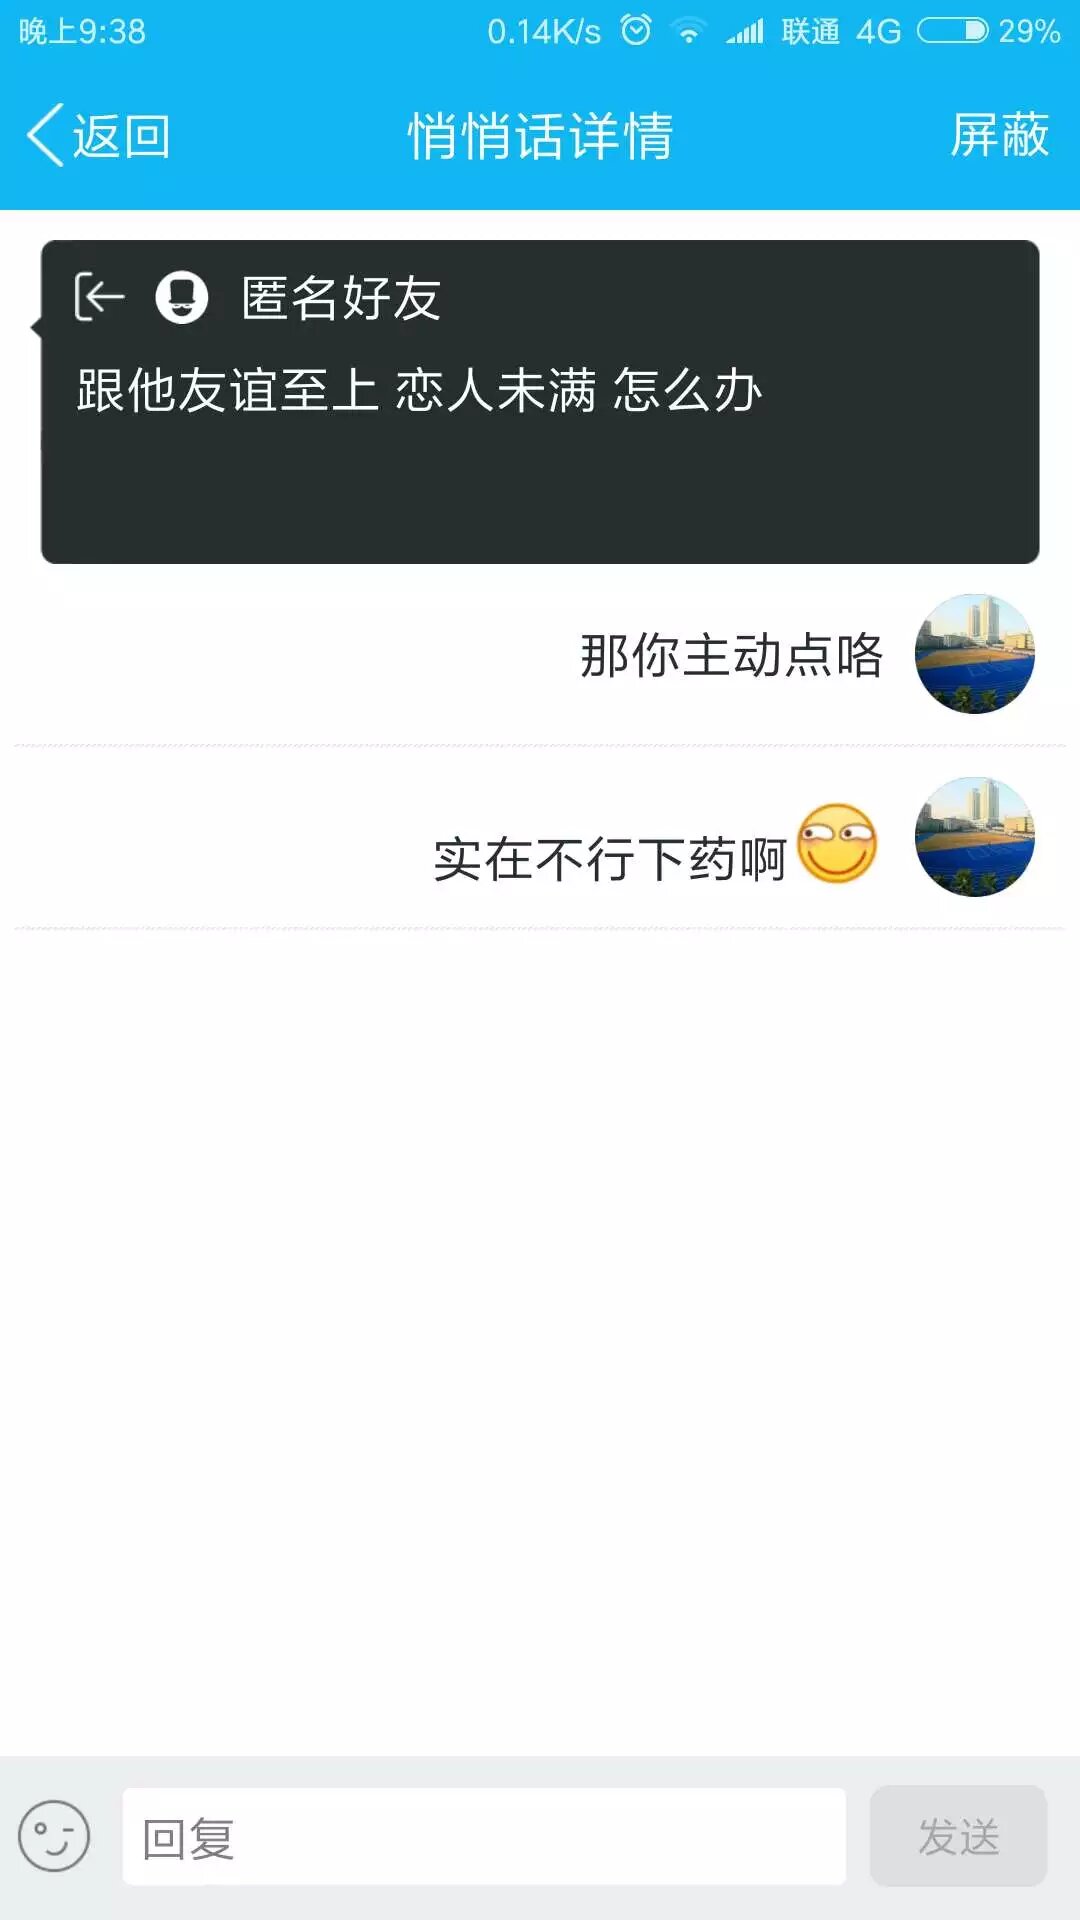 晚上9:38 0.14K/s 联通 4G 29%
返回 悄悄话详情 屏蔽
匿名好友
跟他友谊至上 恋人未满 怎么办
那你主动点咯
实在不行下药啊
回复 发送